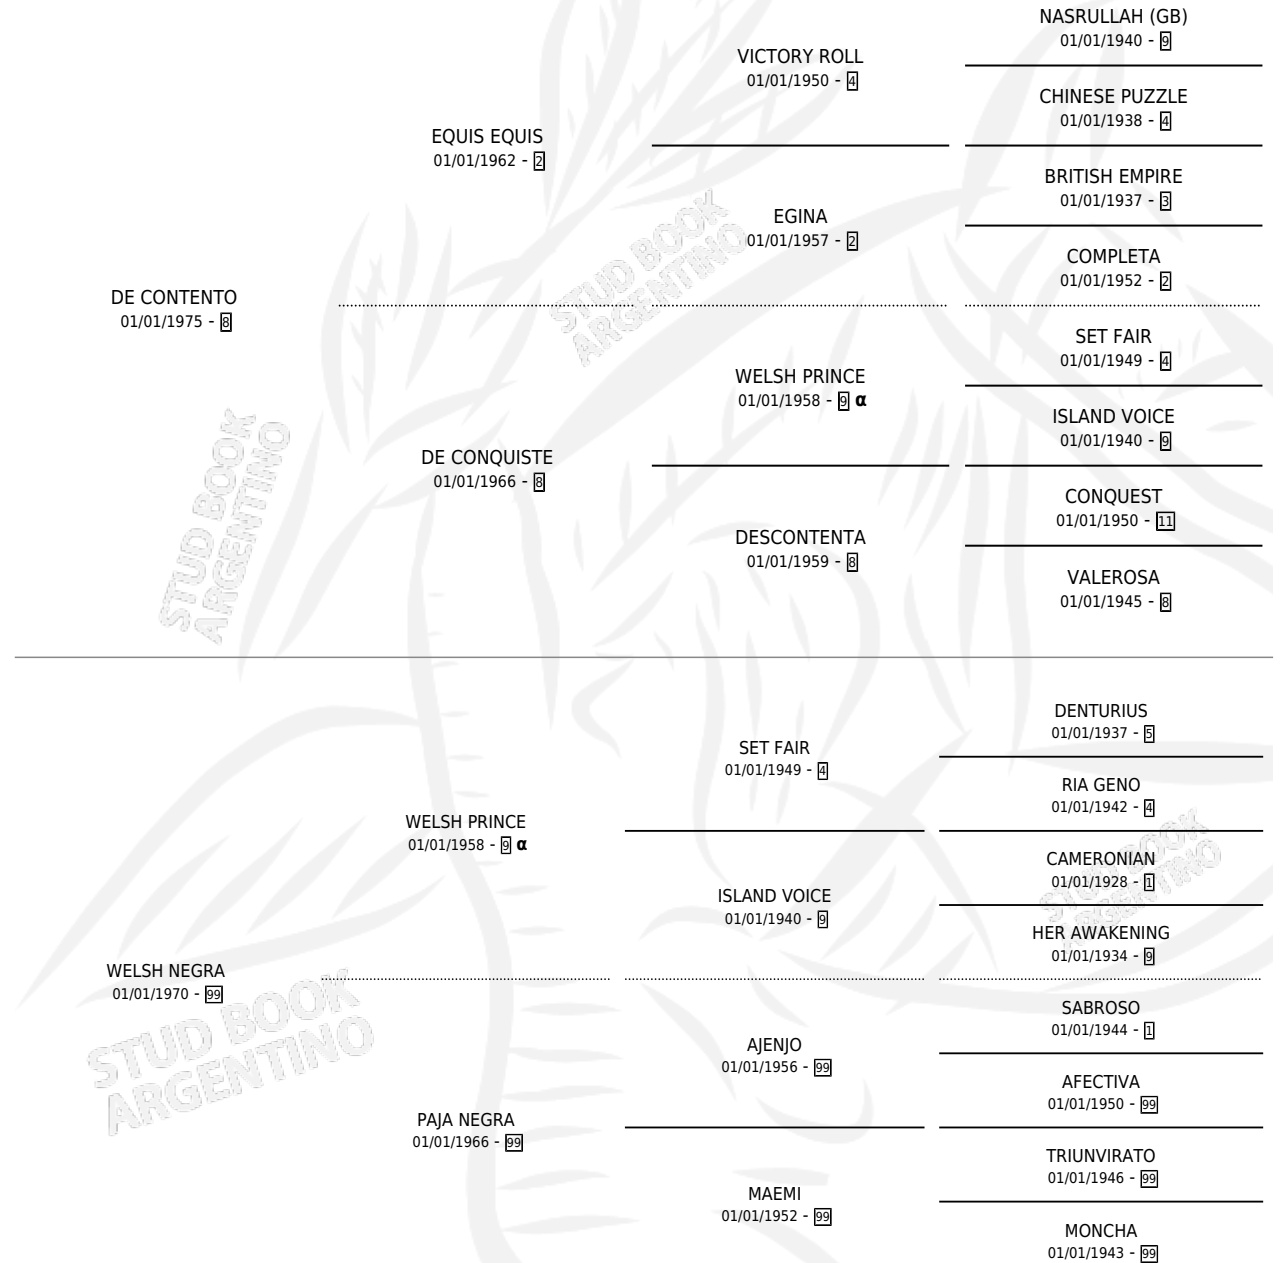 NASRULLAH (GB)
01/01/1940 - 9
VICTORY ROLL
01/01/1950 - 4
CHINESE PUZZLE
01/01/1938 - 4
EQUIS EQUIS
01/01/1962 - 2
BRITISH EMPIRE
01/01/1937 - 3
EGINA
01/01/1957 - 2
COMPLETA
01/01/1952 - 2
DE CONTENTO
01/01/1975 - 8
SET FAIR
01/01/1949 - 4
WELSH PRINCE
01/01/1958 - 9 α
ISLAND VOICE
01/01/1940 - 9
DE CONQUISTE
01/01/1966 - 8
CONQUEST
01/01/1950 - 11
DESCONTENTA
01/01/1959 - 8
VALEROSA
01/01/1945 - 8
DENTURIUS
01/01/1937 - 5
SET FAIR
01/01/1949 - 4
RIA GENO
01/01/1942 - 4
WELSH PRINCE
01/01/1958 - 9 α
CAMERONIAN
01/01/1928 - 1
ISLAND VOICE
01/01/1940 - 9
HER AWAKENING
01/01/1934 - 9
WELSH NEGRA
01/01/1970 - 99
SABROSO
01/01/1944 - 1
AJENJO
01/01/1956 - 99
AFECTIVA
01/01/1950 - 99
PAJA NEGRA
01/01/1966 - 99
TRIUNVIRATO
01/01/1946 - 99
MAEMI
01/01/1952 - 99
MONCHA
01/01/1943 - 99
STUD BOOK
ARGENTINO
STUD BOOK
ARGENTINO
STUD BOOK
ARGENTINO
STUD BOOK
ARGENTINO